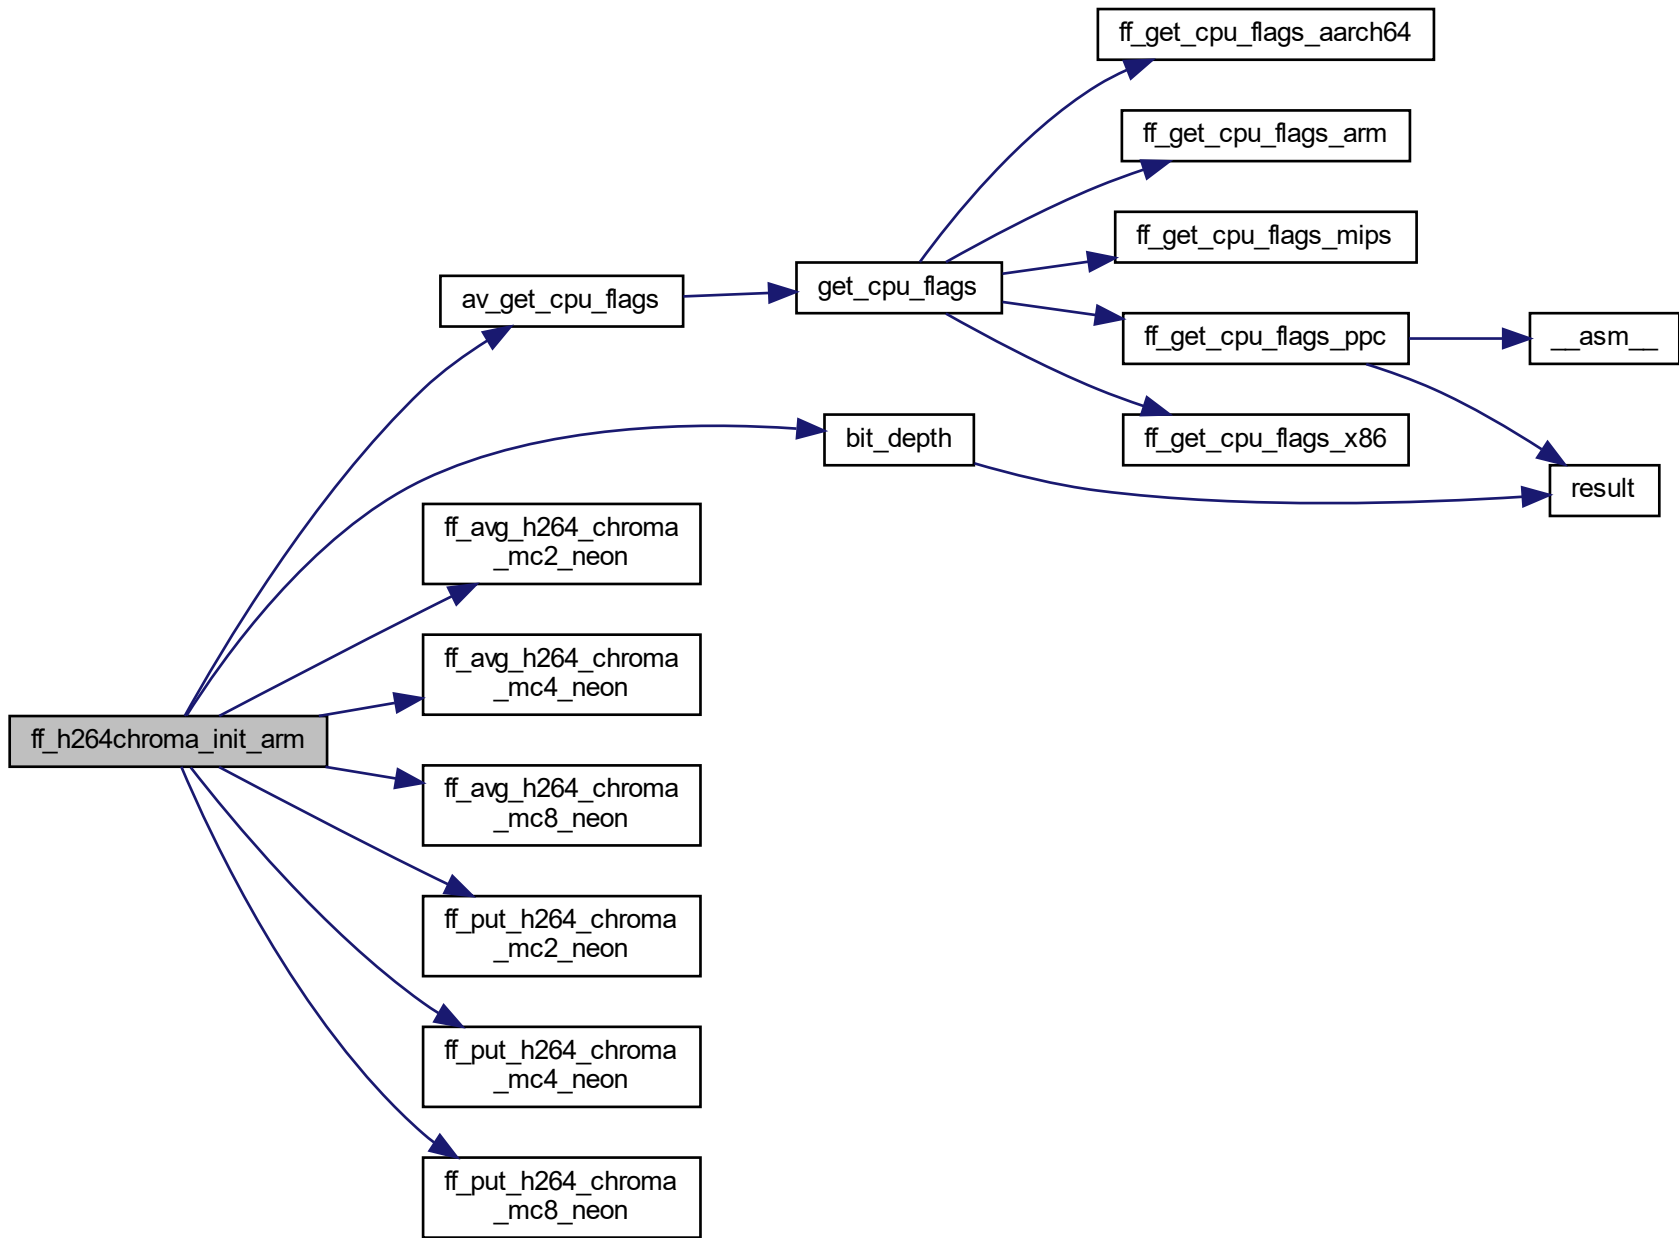 ff_get_cpu_flags_aarch64
ff_get_cpu_flags_arm
ff_get_cpu_flags_mips
av_get_cpu_flags
get_cpu_flags
ff_get_cpu_flags_ppc
__asm__
bit_depth
ff_get_cpu_flags_x86
result
ff_avg_h264_chroma
_mc2_neon
ff_avg_h264_chroma
_mc4_neon
ff_h264chroma_init_arm
ff_avg_h264_chroma
_mc8_neon
ff_put_h264_chroma
_mc2_neon
ff_put_h264_chroma
_mc4_neon
ff_put_h264_chroma
_mc8_neon